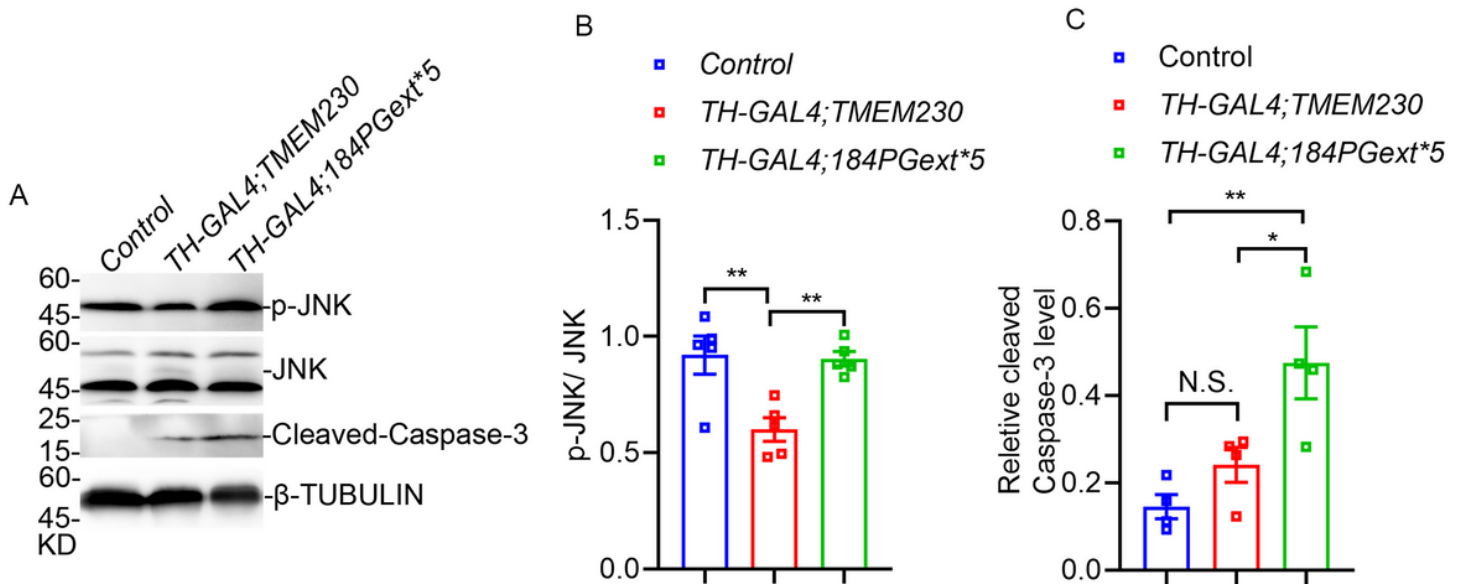 A
Control
TH-GAL4;TMEM230
TH-GAL4;184PGext*5
60-
45-
-p-JNK
60-
45-
-JNK
25-
15-
-Cleaved-Caspase-3
60-
45-
-β-TUBULIN
KD
B
Control
TH-GAL4;TMEM230
TH-GAL4;184PGext*5
p-JNK/ JNK
1.5
1.0
0.5
0.0
**
**
C
Control
TH-GAL4;TMEM230
TH-GAL4;184PGext*5
Reletive cleaved
Caspase-3 level
0.8
0.6
0.4
0.2
0.0
**
*
N.S.